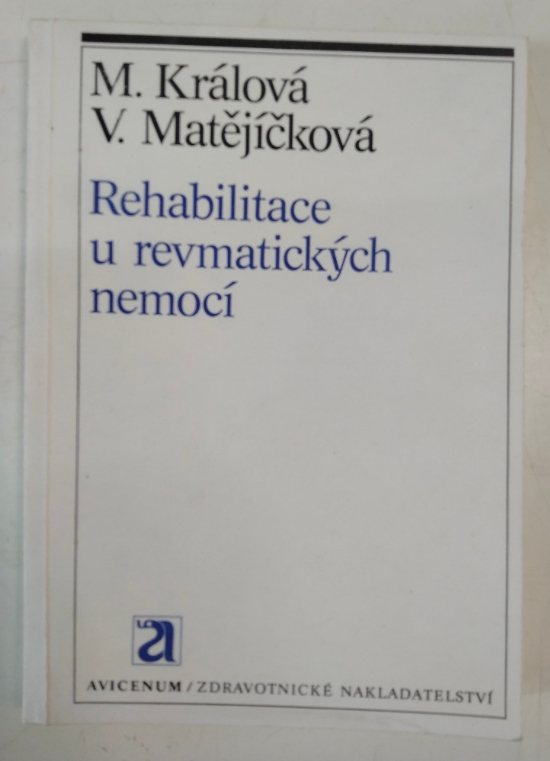 M. Králová
V. Matějíčková
Rehabilitace
u revmatických
nemocí
a
AVICENUM / ZDRAVOTNICKÉ NAKLADATELSTVÍ